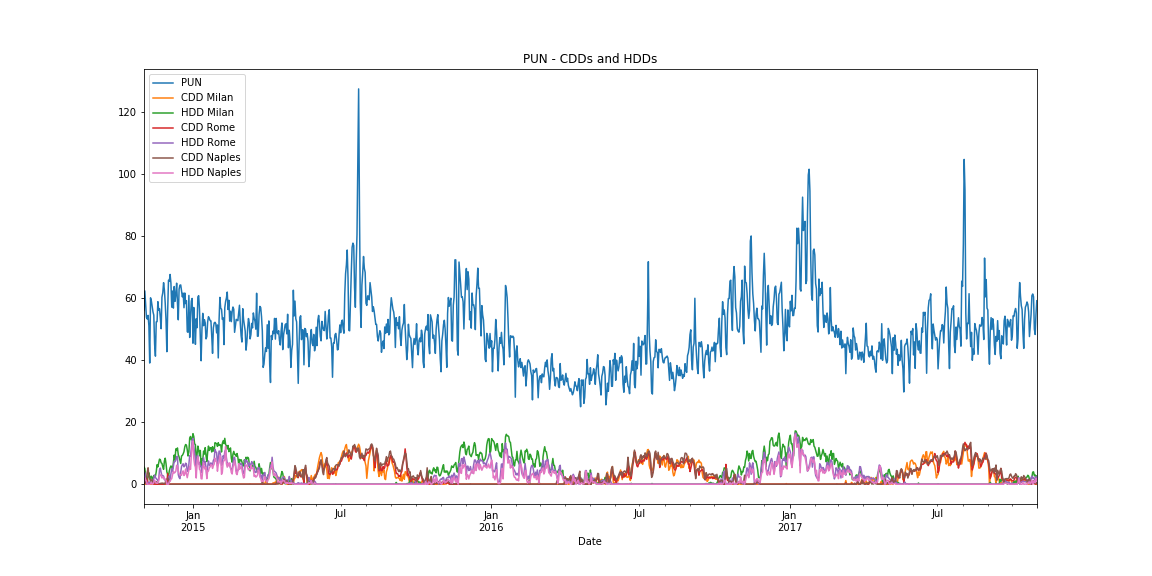 PUN - CDDs and HDDs
PUN
CDD Milan
HDD Milan
CDD Rome
HDD Rome
CDD Naples
HDD Naples
120
100
80
60
40
20
0
Jan Jul Jan Jul Jan Jul
2015 2016 2017
Date